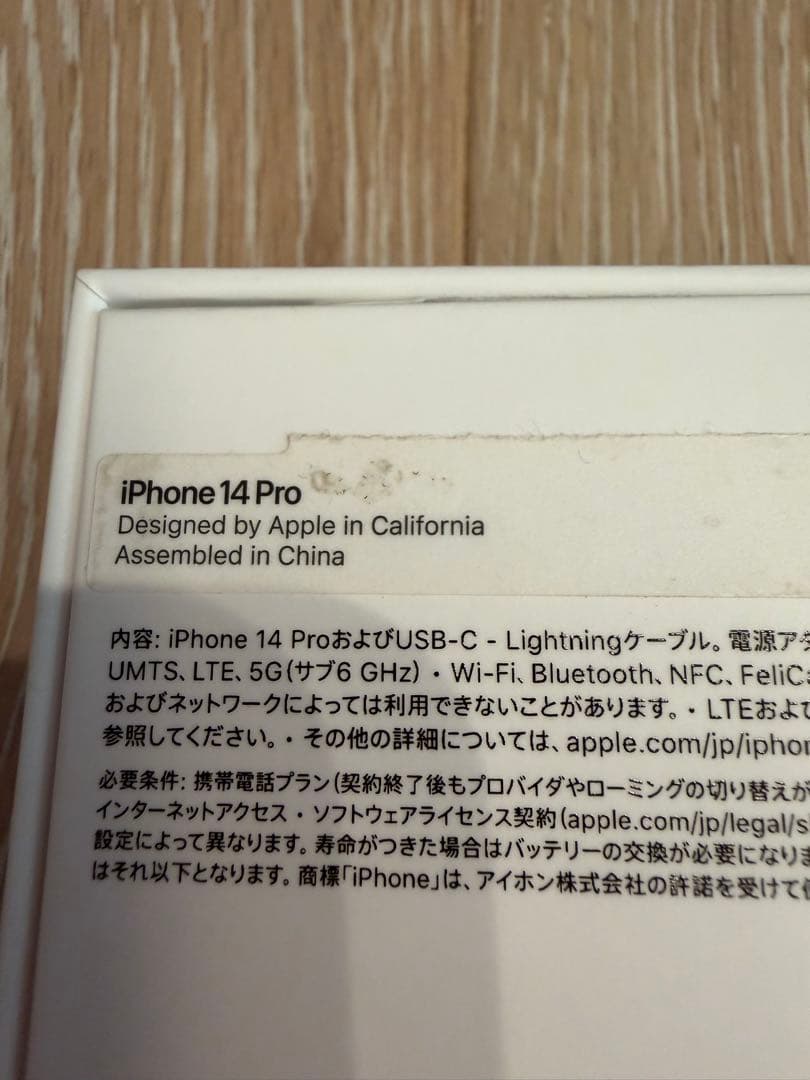 iPhone 14 Pro
Designed by Apple in California
Assembled in China
内容: iPhone 14 ProおよびUSB-C - Lightningケーブル。電源ア
UMTS、LTE、5G(サブ6 GHz)・Wi-Fi、Bluetooth、NFC、FeliC
およびネットワークによっては利用できないことがあります。・LTEおよび
参照してください。・その他の詳細については、apple.com/jp/iphon
必要条件: 携帯電話プラン(契約終了後もプロバイダやローミングの切り替えが
インターネットアクセス・ソフトウェアライセンス契約(apple.com/jp/legal/s
設定によって異なります。寿命がつきた場合はバッテリーの交換が必要になりま
はそれ以下となります。商標「iPhone」は、アイホン株式会社の許諾を受けて